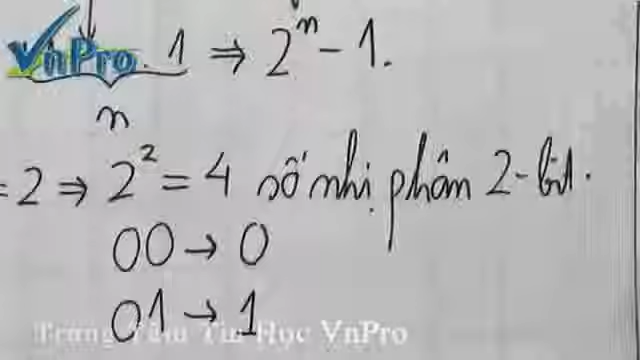 VnPro . 1 ⇒ 2ⁿ - 1.
n
= 2 ⇒ 2² = 4 số nhị phân 2-bit.
00 → 0
01 → 1
Trung Tâm Tin Học VnPro